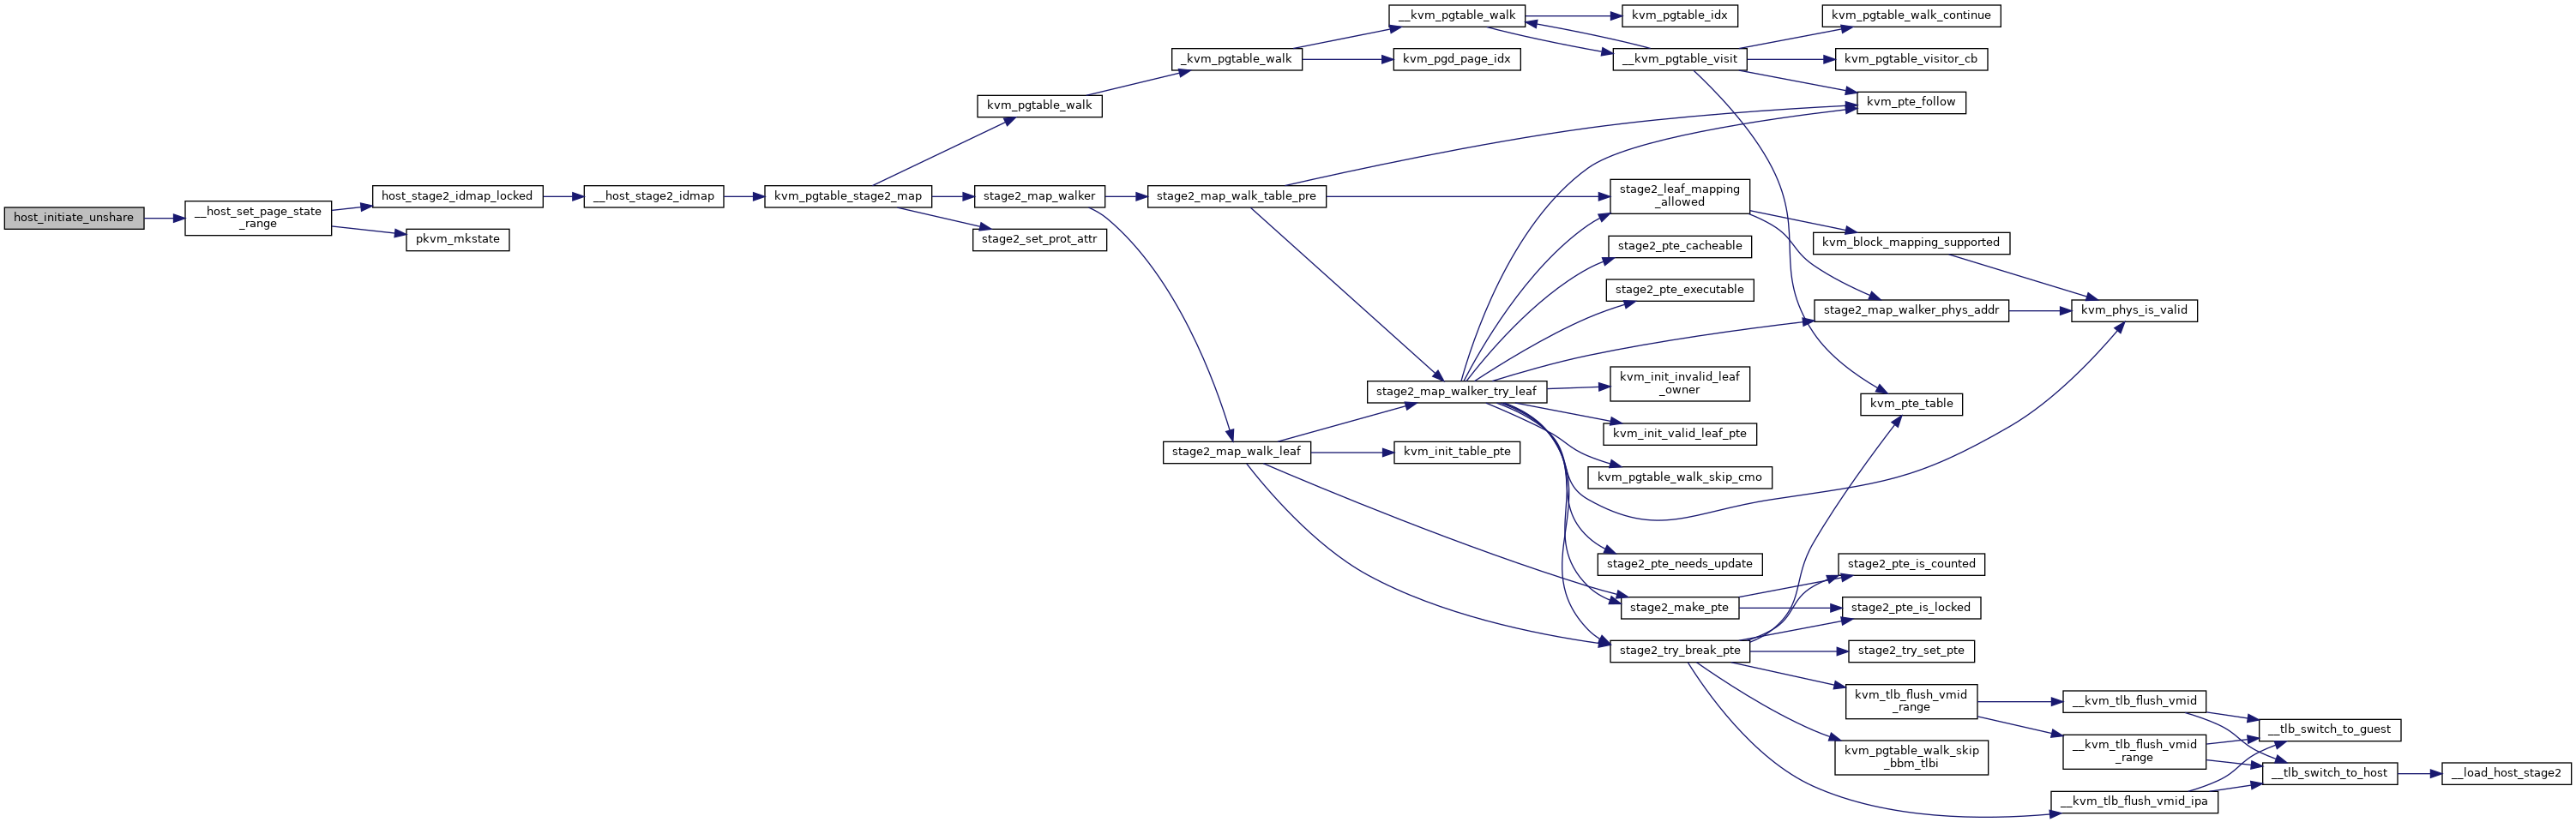 host_initiate_unshare
__host_set_page_state
_range
host_stage2_idmap_locked
pkvm_mkstate
__host_stage2_idmap
kvm_pgtable_stage2_map
kvm_pgtable_walk
stage2_map_walker
stage2_set_prot_attr
_kvm_pgtable_walk
stage2_map_walk_table_pre
stage2_map_walk_leaf
__kvm_pgtable_walk
kvm_pgd_page_idx
stage2_map_walker_try_leaf
kvm_init_table_pte
kvm_pgtable_idx
__kvm_pgtable_visit
stage2_leaf_mapping
_allowed
stage2_pte_cacheable
stage2_pte_executable
kvm_init_invalid_leaf
_owner
kvm_init_valid_leaf_pte
kvm_pgtable_walk_skip_cmo
stage2_pte_needs_update
stage2_make_pte
stage2_try_break_pte
kvm_pgtable_walk_continue
kvm_pgtable_visitor_cb
kvm_pte_follow
kvm_block_mapping_supported
stage2_map_walker_phys_addr
kvm_pte_table
stage2_pte_is_counted
stage2_pte_is_locked
stage2_try_set_pte
kvm_tlb_flush_vmid
_range
kvm_pgtable_walk_skip
_bbm_tlbi
kvm_phys_is_valid
__kvm_tlb_flush_vmid
__kvm_tlb_flush_vmid
_range
__kvm_tlb_flush_vmid_ipa
__tlb_switch_to_guest
__tlb_switch_to_host
__load_host_stage2